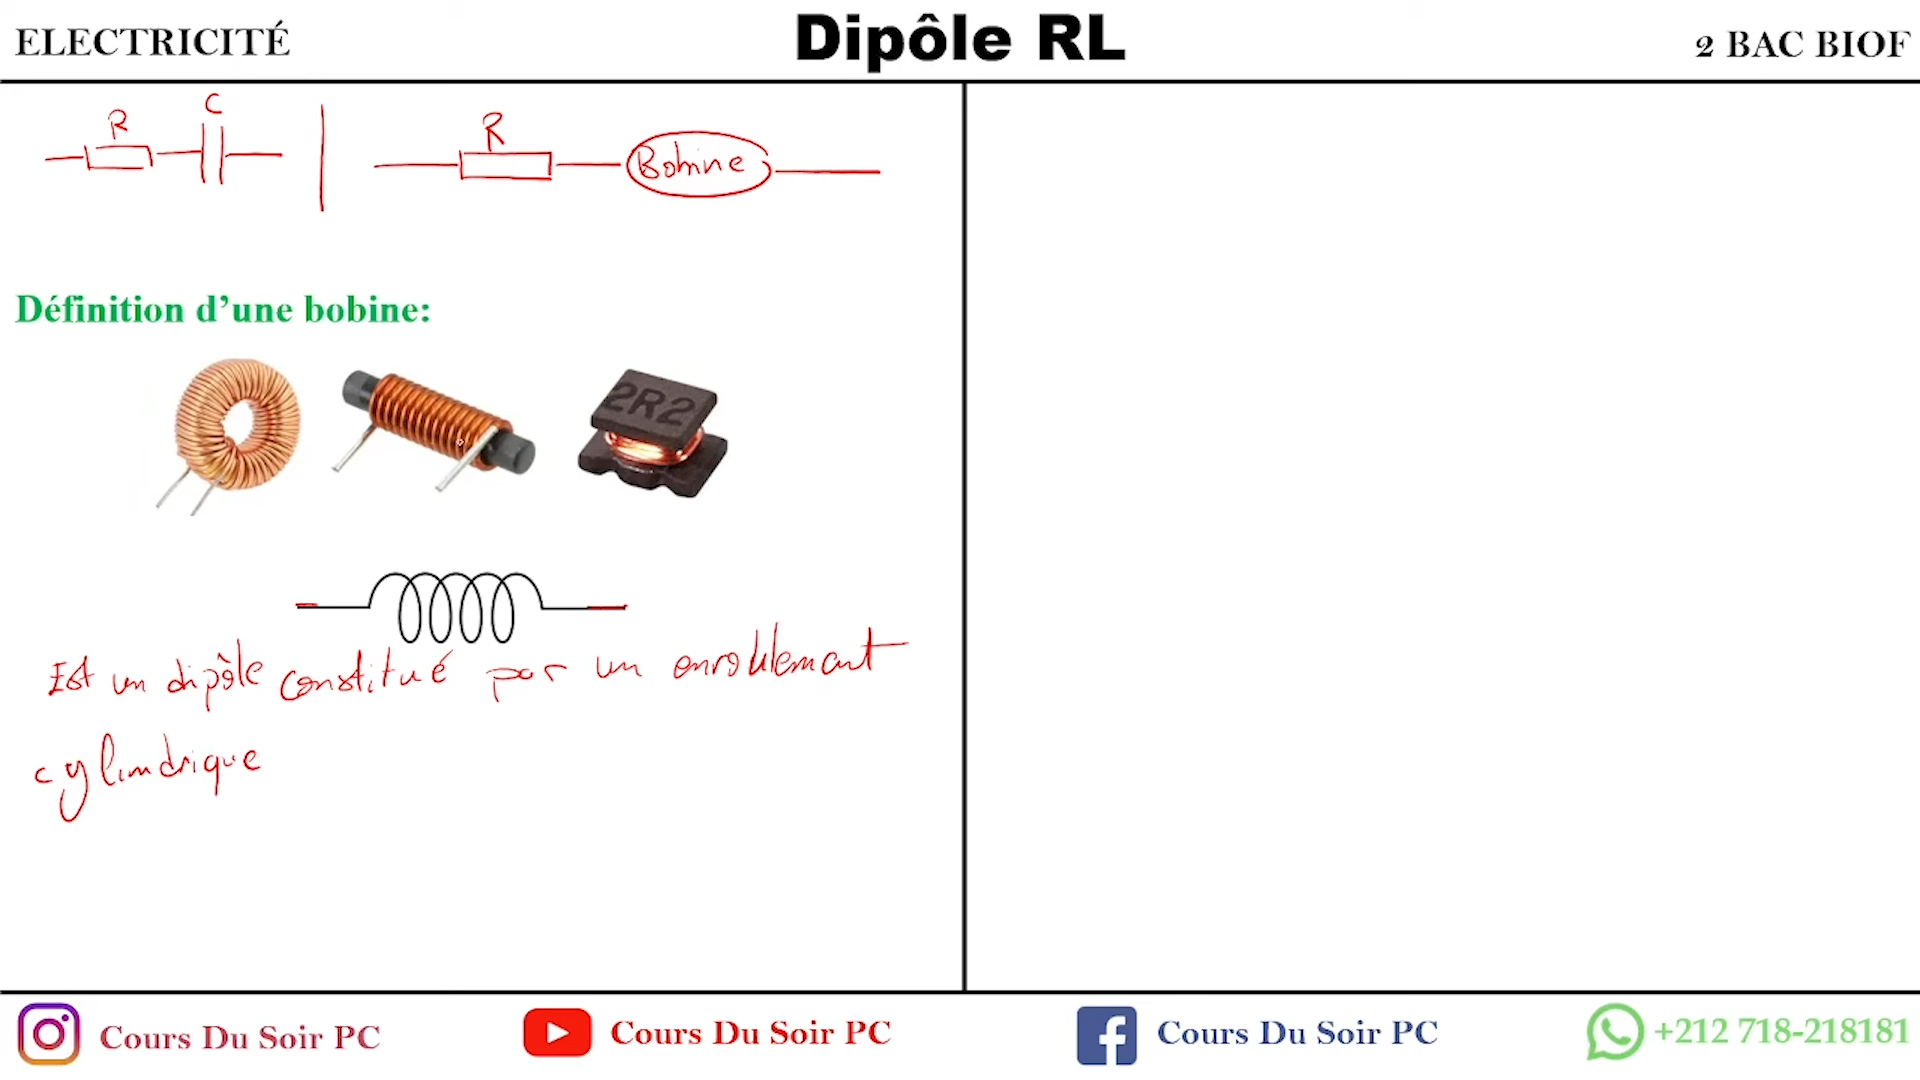 ELECTRICITÉ
Dipôle RL
2 BAC BIOF
R
C
R
Bobine
Définition d’une bobine:
2R2
Est un dipôle constitué par un enroulement
cylindrique
Cours Du Soir PC
Cours Du Soir PC
Cours Du Soir PC
+212 718-218181